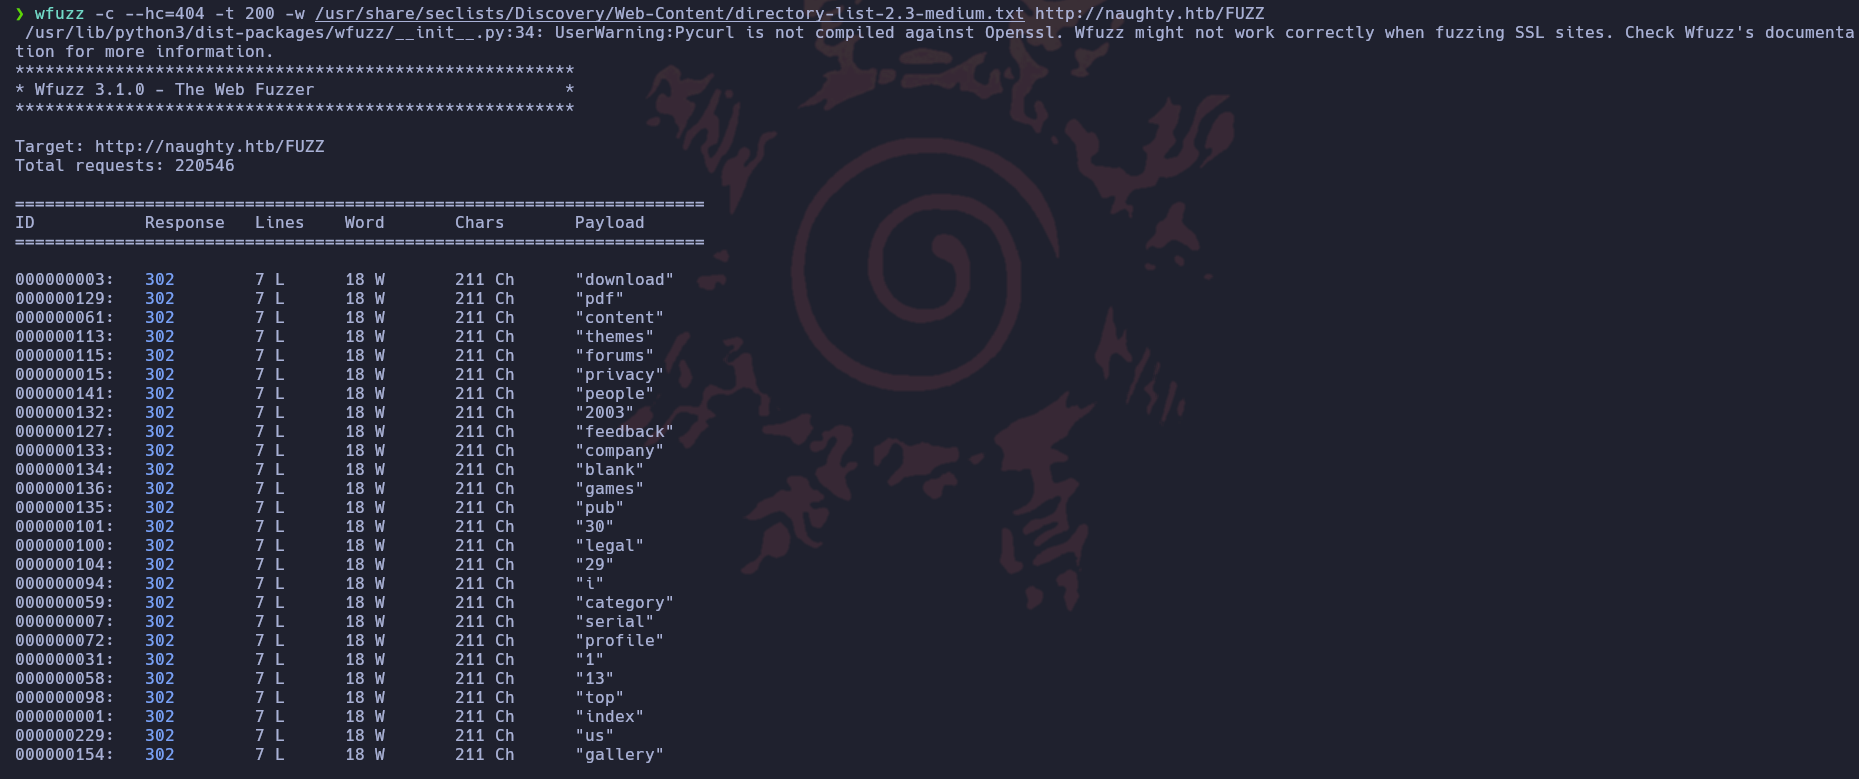 ❯ wfuzz -c --hc=404 -t 200 -w /usr/share/seclists/Discovery/Web-Content/directory-list-2.3-medium.txt http://naughty.htb/FUZZ
 /usr/lib/python3/dist-packages/wfuzz/__init__.py:34: UserWarning:Pycurl is not compiled against Openssl. Wfuzz might not work correctly when fuzzing SSL sites. Check Wfuzz's documenta
tion for more information.
********************************************************
* Wfuzz 3.1.0 - The Web Fuzzer                         *
********************************************************
Target: http://naughty.htb/FUZZ
Total requests: 220546
=====================================================================
ID           Response   Lines    Word       Chars       Payload
=====================================================================
000000003:   302        7 L      18 W       211 Ch      "download"
000000129:   302        7 L      18 W       211 Ch      "pdf"
000000061:   302        7 L      18 W       211 Ch      "content"
000000113:   302        7 L      18 W       211 Ch      "themes"
000000115:   302        7 L      18 W       211 Ch      "forums"
000000015:   302        7 L      18 W       211 Ch      "privacy"
000000141:   302        7 L      18 W       211 Ch      "people"
000000132:   302        7 L      18 W       211 Ch      "2003"
000000127:   302        7 L      18 W       211 Ch      "feedback"
000000133:   302        7 L      18 W       211 Ch      "company"
000000134:   302        7 L      18 W       211 Ch      "blank"
000000136:   302        7 L      18 W       211 Ch      "games"
000000135:   302        7 L      18 W       211 Ch      "pub"
000000101:   302        7 L      18 W       211 Ch      "30"
000000100:   302        7 L      18 W       211 Ch      "legal"
000000104:   302        7 L      18 W       211 Ch      "29"
000000094:   302        7 L      18 W       211 Ch      "i"
000000059:   302        7 L      18 W       211 Ch      "category"
000000007:   302        7 L      18 W       211 Ch      "serial"
000000072:   302        7 L      18 W       211 Ch      "profile"
000000031:   302        7 L      18 W       211 Ch      "1"
000000058:   302        7 L      18 W       211 Ch      "13"
000000098:   302        7 L      18 W       211 Ch      "top"
000000001:   302        7 L      18 W       211 Ch      "index"
000000229:   302        7 L      18 W       211 Ch      "us"
000000154:   302        7 L      18 W       211 Ch      "gallery"